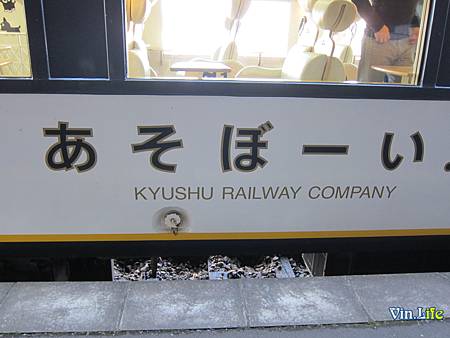 あそぼーい
KYUSHU RAILWAY COMPANY
Vin.Life